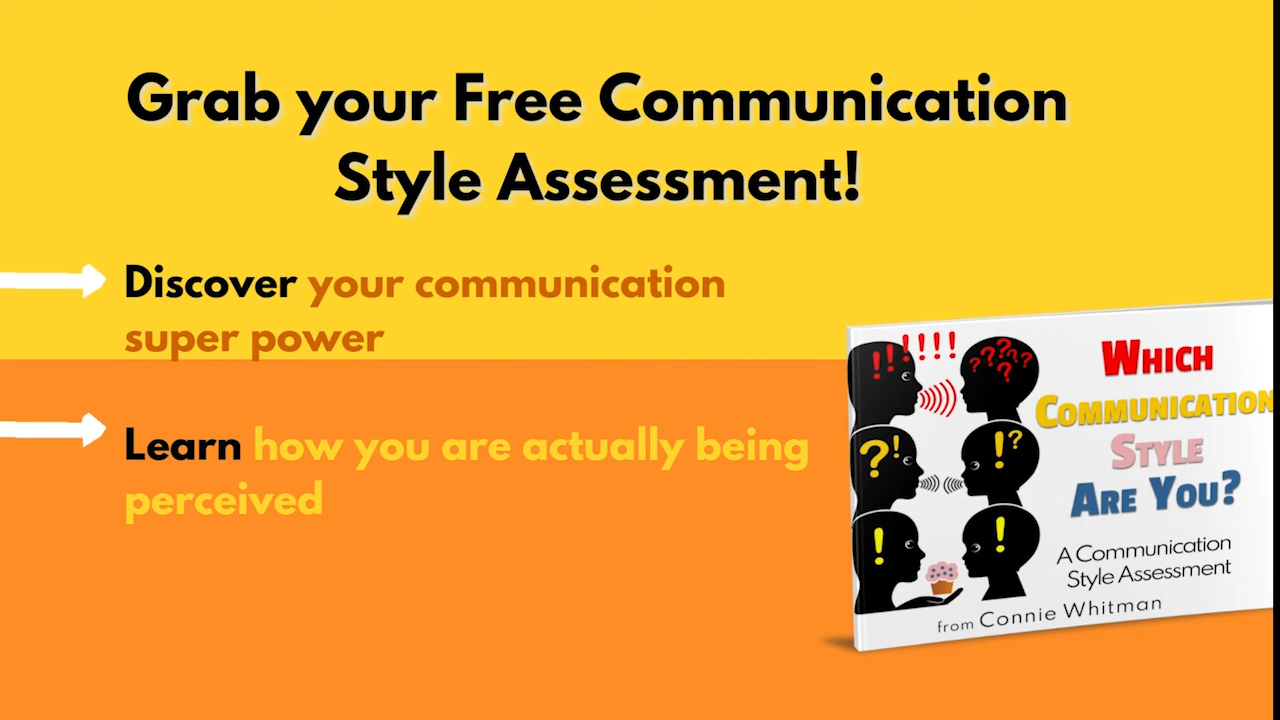 Grab your Free Communication
Style Assessment!
Discover your communication
super power
Learn how you are actually being
perceived
!! !!!! ????? 
Which
Communication
Style
Are You?
?! !?
! !
A Communication
Style Assessment
from Connie Whitman